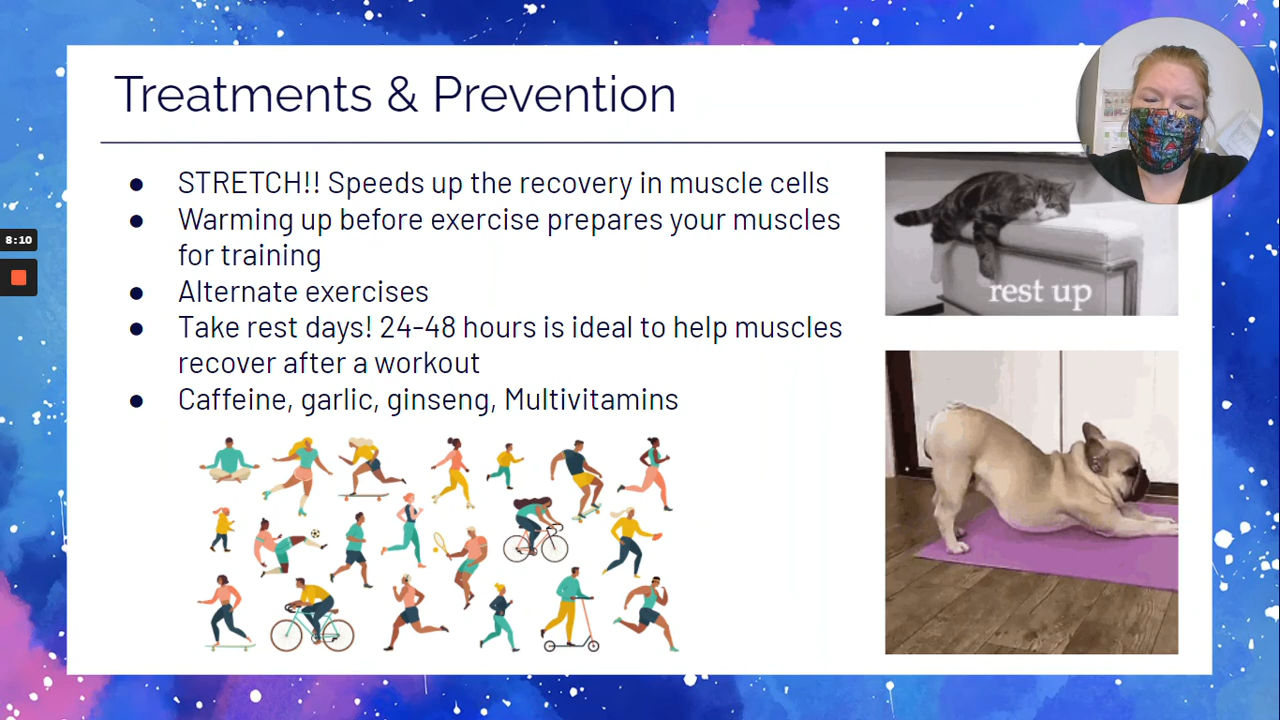 Treatments & Prevention
● STRETCH!! Speeds up the recovery in muscle cells
● Warming up before exercise prepares your muscles
for training
● Alternate exercises
● Take rest days! 24-48 hours is ideal to help muscles
recover after a workout
● Caffeine, garlic, ginseng, Multivitamins
8:10
rest up